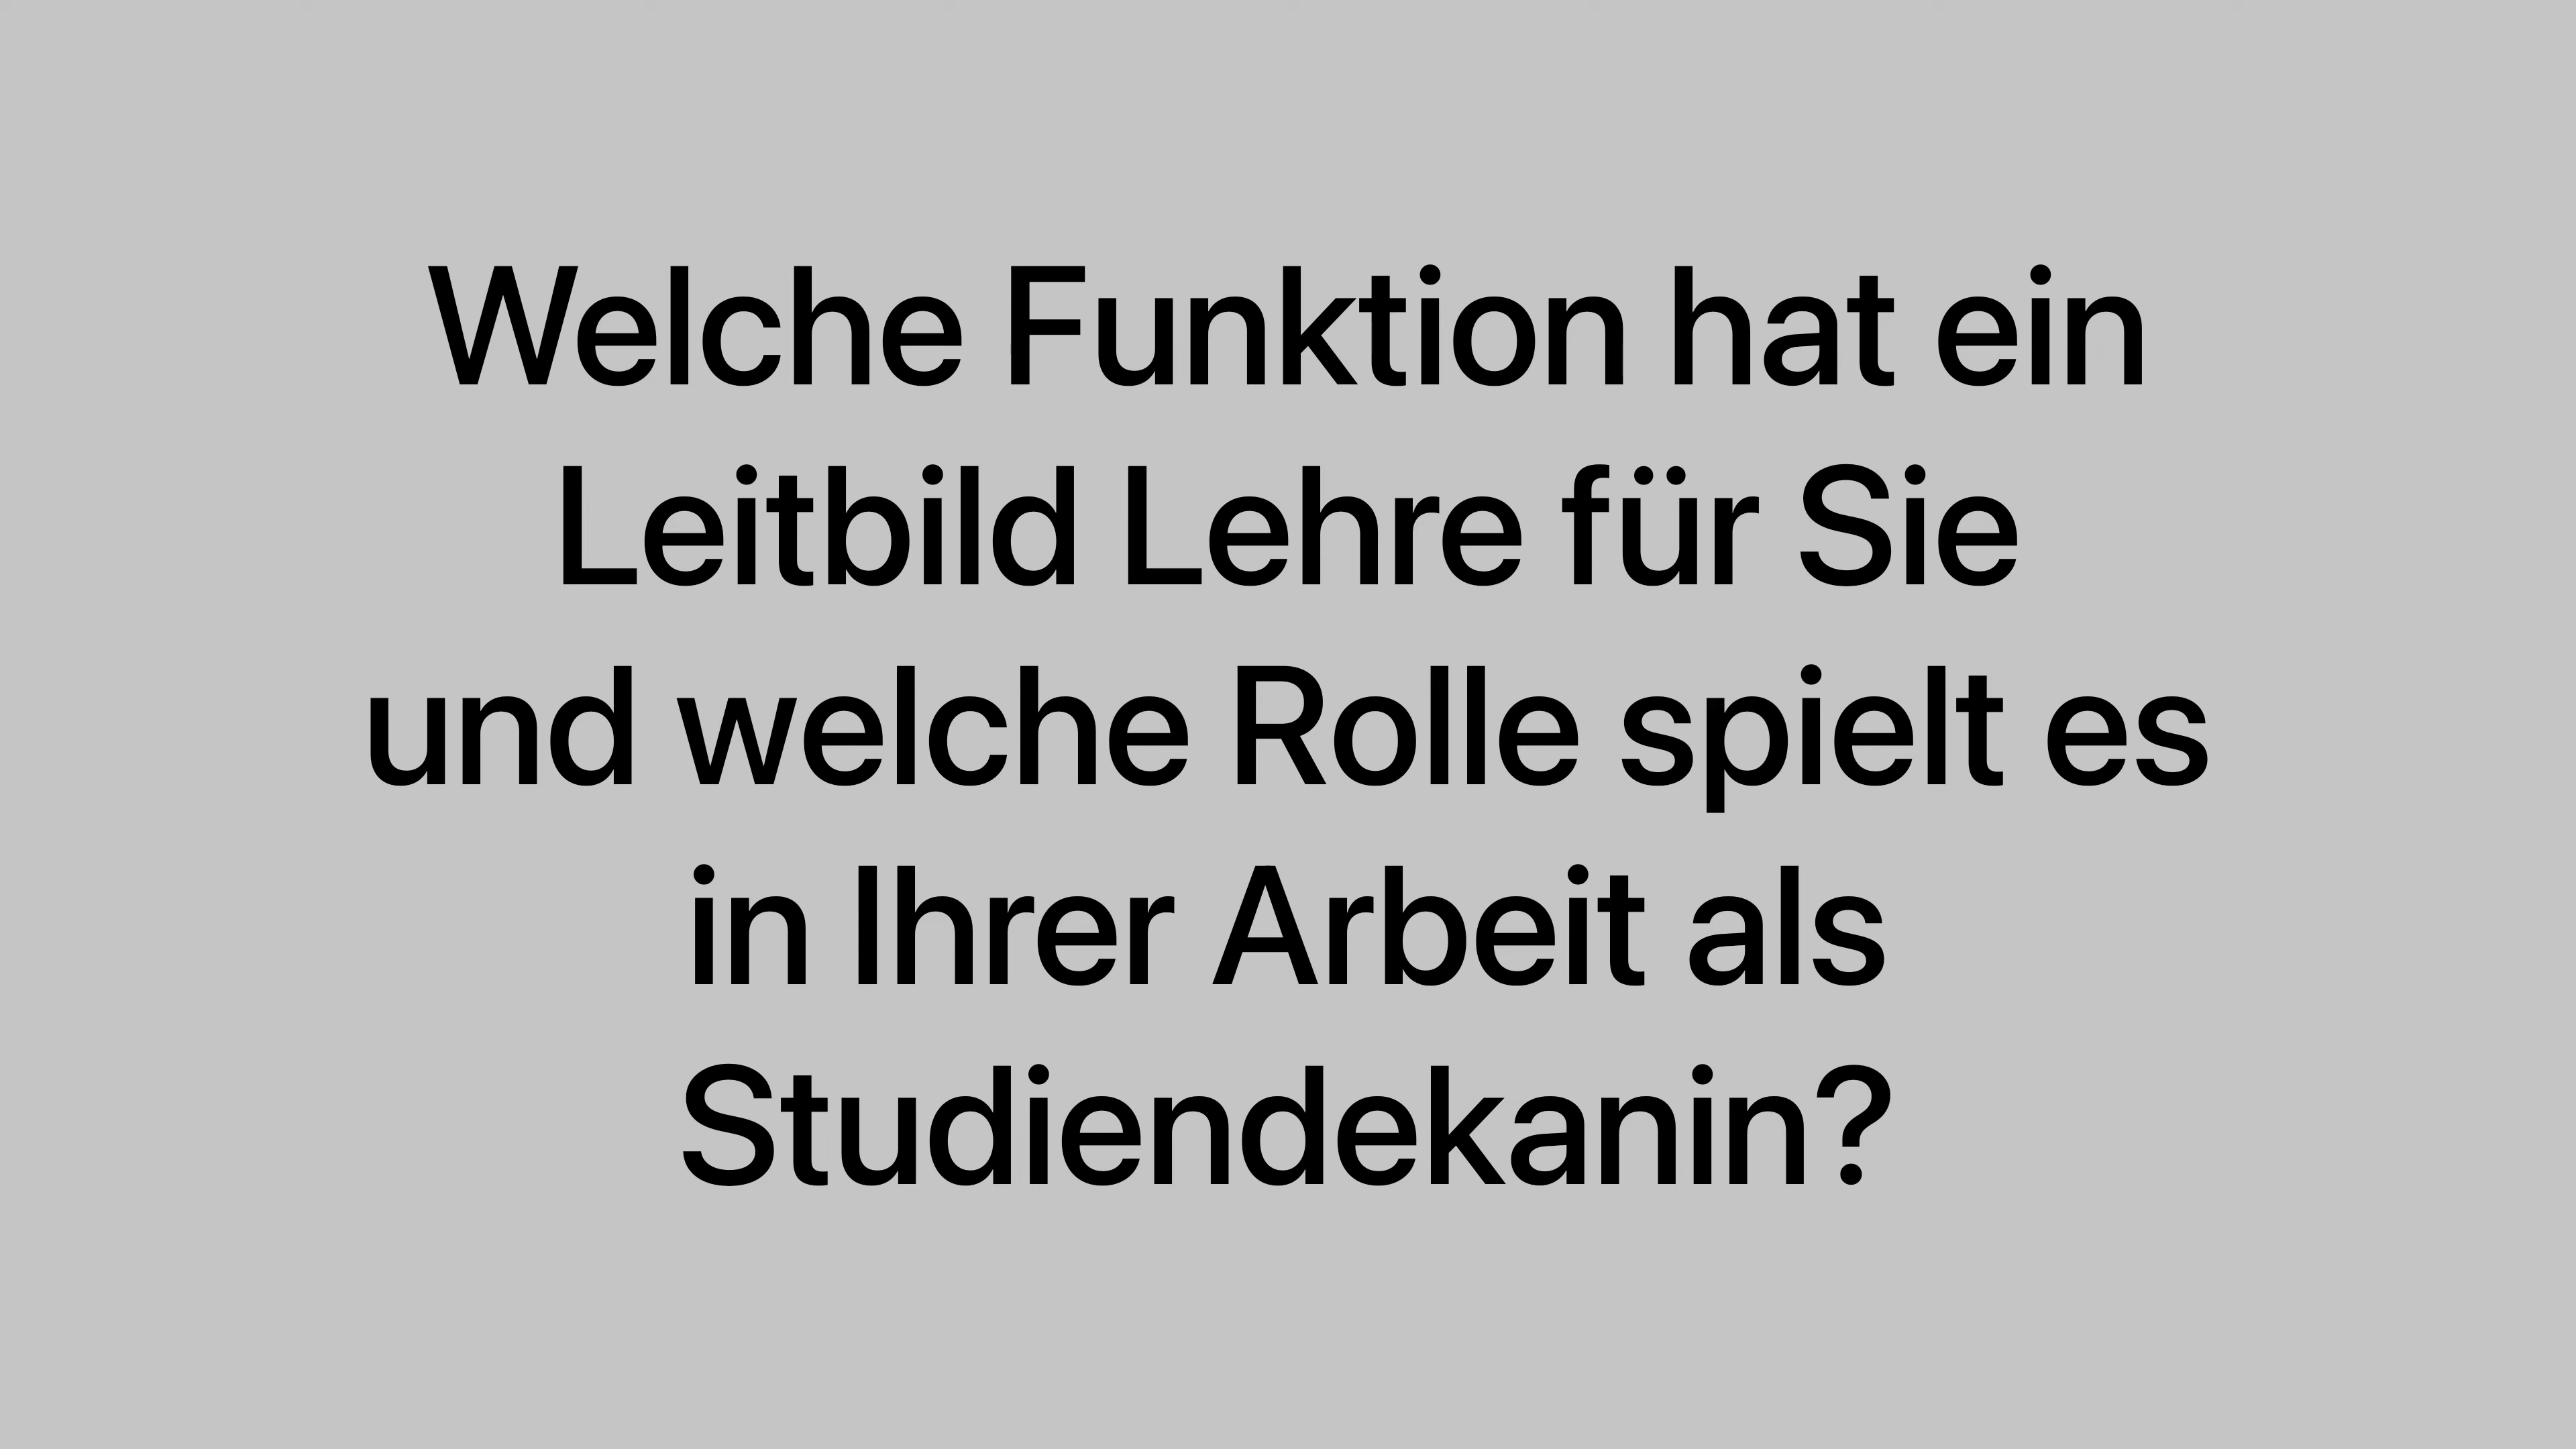 Welche Funktion hat ein
Leitbild Lehre für Sie
und welche Rolle spielt es
in Ihrer Arbeit als
Studiendekanin?